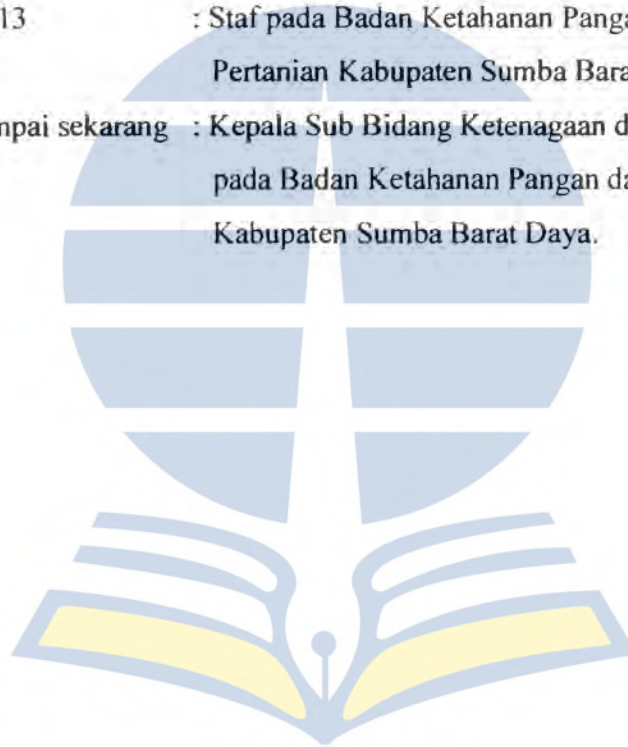 13 : Staf pada Badan Ketahanan Panga
Pertanian Kabupaten Sumba Bara
mpai sekarang : Kepala Sub Bidang Ketenagaan d
pada Badan Ketahanan Pangan da
Kabupaten Sumba Barat Daya.